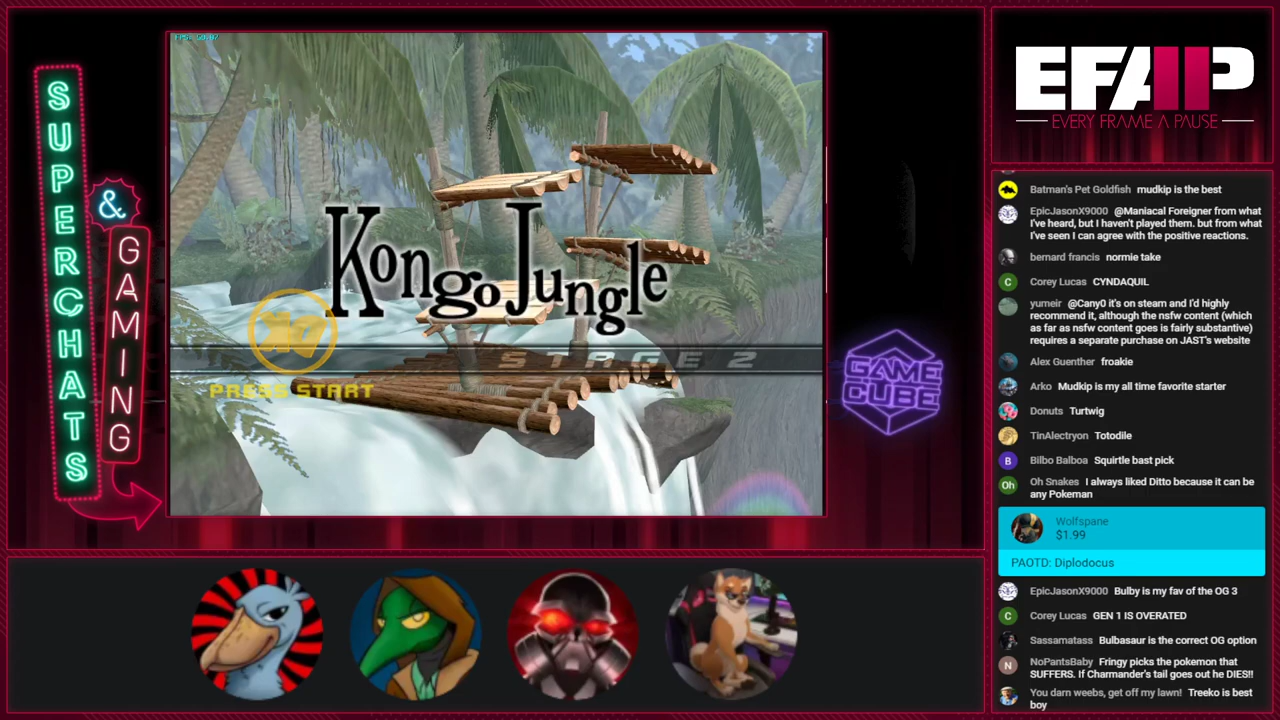 SUPERCHATS
&
GAMING
Kongo Jungle
STAGE 2
PRESS START
GAME
CUBE
EFAP
EVERY FRAME A PAUSE
Batman's Pet Goldfish mudkip is the best
EpicJasonX9000 @Maniacal Foreigner from what
I've heard, but I haven't played them. but from what
I've seen I can agree with the positive reactions.
bernard francis normie take
C Corey Lucas CYNDAQUIL
yumeir @Cany0 it's on steam and I'd highly
recommend it, although the nsfw content (which
as far as nsfw content goes is fairly substantive)
requires a separate purchase on JAST's website
Alex Guenther froakie
Arko Mudkip is my all time favorite starter
Donuts Turtwig
TinAlectryon Totodile
B Bilbo Balboa Squirtle bast pick
Oh Oh Snakes I always liked Ditto because it can be
any Pokeman
Wolfspane
$1.99
PAOTD: Diplodocus
EpicJasonX9000 Bulby is my fav of the OG 3
C Corey Lucas GEN 1 IS OVERATED
Sassamatass Bulbasaur is the correct OG option
N NoPantsBaby Fringy picks the pokemon that
SUFFERS. If Charmander's tail goes out he DIES!!
You darn weebs, get off my lawn! Treeko is best
boy